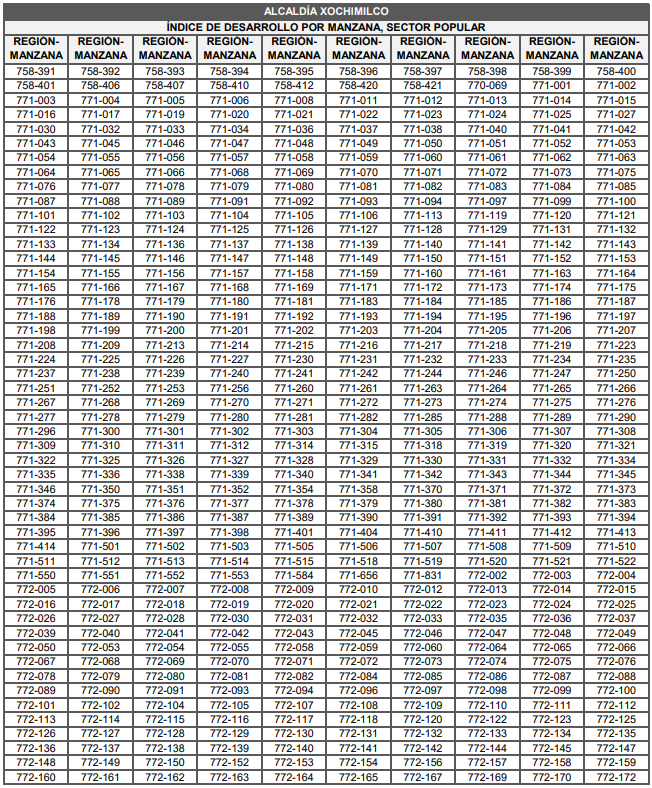 ALCALDÍA XOCHIMILCO
ÍNDICE DE DESARROLLO POR MANZANA, SECTOR POPULAR
REGIÓN- REGIÓN- REGIÓN- REGIÓN- REGIÓN- REGIÓN- REGIÓN- REGIÓN- REGIÓN- REGIÓN-
MANZANA MANZANA MANZANA MANZANA MANZANA MANZANA MANZANA MANZANA MANZANA MANZANA
758-391 758-392 758-393 758-394 758-395 758-396 758-397 758-398 758-399 758-400
758-401 758-406 758-407 758-410 758-412 758-420 758-421 770-069 771-001 771-002
771-003 771-004 771-005 771-006 771-008 771-011 771-012 771-013 771-014 771-015
771-016 771-017 771-019 771-020 771-021 771-022 771-023 771-024 771-025 771-027
771-030 771-032 771-033 771-034 771-036 771-037 771-038 771-040 771-041 771-042
771-043 771-045 771-046 771-047 771-048 771-049 771-050 771-051 771-052 771-053
771-054 771-055 771-056 771-057 771-058 771-059 771-060 771-061 771-062 771-063
771-064 771-065 771-066 771-068 771-069 771-070 771-071 771-072 771-073 771-075
771-076 771-077 771-078 771-079 771-080 771-081 771-082 771-083 771-084 771-085
771-087 771-088 771-089 771-091 771-092 771-093 771-094 771-097 771-099 771-100
771-101 771-102 771-103 771-104 771-105 771-106 771-113 771-119 771-120 771-121
771-122 771-123 771-124 771-125 771-126 771-127 771-128 771-129 771-131 771-132
771-133 771-134 771-136 771-137 771-138 771-139 771-140 771-141 771-142 771-143
771-144 771-145 771-146 771-147 771-148 771-149 771-150 771-151 771-152 771-153
771-154 771-155 771-156 771-157 771-158 771-159 771-160 771-161 771-163 771-164
771-165 771-166 771-167 771-168 771-169 771-171 771-172 771-173 771-174 771-175
771-176 771-178 771-179 771-180 771-181 771-183 771-184 771-185 771-186 771-187
771-188 771-189 771-190 771-191 771-192 771-193 771-194 771-195 771-196 771-197
771-198 771-199 771-200 771-201 771-202 771-203 771-204 771-205 771-206 771-207
771-208 771-209 771-213 771-214 771-215 771-216 771-217 771-218 771-219 771-223
771-224 771-225 771-226 771-227 771-230 771-231 771-232 771-233 771-234 771-235
771-237 771-238 771-239 771-240 771-241 771-242 771-244 771-246 771-247 771-250
771-251 771-252 771-253 771-256 771-260 771-261 771-263 771-264 771-265 771-266
771-267 771-268 771-269 771-270 771-271 771-272 771-273 771-274 771-275 771-276
771-277 771-278 771-279 771-280 771-281 771-282 771-285 771-288 771-289 771-290
771-296 771-300 771-301 771-302 771-303 771-304 771-305 771-306 771-307 771-308
771-309 771-310 771-311 771-312 771-314 771-315 771-318 771-319 771-320 771-321
771-322 771-325 771-326 771-327 771-328 771-329 771-330 771-331 771-332 771-334
771-335 771-336 771-338 771-339 771-340 771-341 771-342 771-343 771-344 771-345
771-346 771-350 771-351 771-352 771-354 771-358 771-370 771-371 771-372 771-373
771-374 771-375 771-376 771-377 771-378 771-379 771-380 771-381 771-382 771-383
771-384 771-385 771-386 771-387 771-389 771-390 771-391 771-392 771-393 771-394
771-395 771-396 771-397 771-398 771-401 771-404 771-410 771-411 771-412 771-413
771-414 771-501 771-502 771-503 771-505 771-506 771-507 771-508 771-509 771-510
771-511 771-512 771-513 771-514 771-515 771-518 771-519 771-520 771-521 771-522
771-550 771-551 771-552 771-553 771-584 771-656 771-831 772-002 772-003 772-004
772-005 772-006 772-007 772-008 772-009 772-010 772-012 772-013 772-014 772-015
772-016 772-017 772-018 772-019 772-020 772-021 772-022 772-023 772-024 772-025
772-026 772-027 772-028 772-030 772-031 772-032 772-033 772-035 772-036 772-037
772-039 772-040 772-041 772-042 772-043 772-045 772-046 772-047 772-048 772-049
772-050 772-053 772-054 772-055 772-058 772-059 772-060 772-064 772-065 772-066
772-067 772-068 772-069 772-070 772-071 772-072 772-073 772-074 772-075 772-076
772-078 772-079 772-080 772-081 772-082 772-084 772-085 772-086 772-087 772-088
772-089 772-090 772-091 772-093 772-094 772-096 772-097 772-098 772-099 772-100
772-101 772-102 772-104 772-105 772-107 772-108 772-109 772-110 772-111 772-112
772-113 772-114 772-115 772-116 772-117 772-118 772-120 772-122 772-123 772-125
772-126 772-127 772-128 772-129 772-130 772-131 772-132 772-133 772-134 772-135
772-136 772-137 772-138 772-139 772-140 772-141 772-142 772-144 772-145 772-147
772-148 772-149 772-150 772-152 772-153 772-154 772-156 772-157 772-158 772-159
772-160 772-161 772-162 772-163 772-164 772-165 772-167 772-169 772-170 772-172